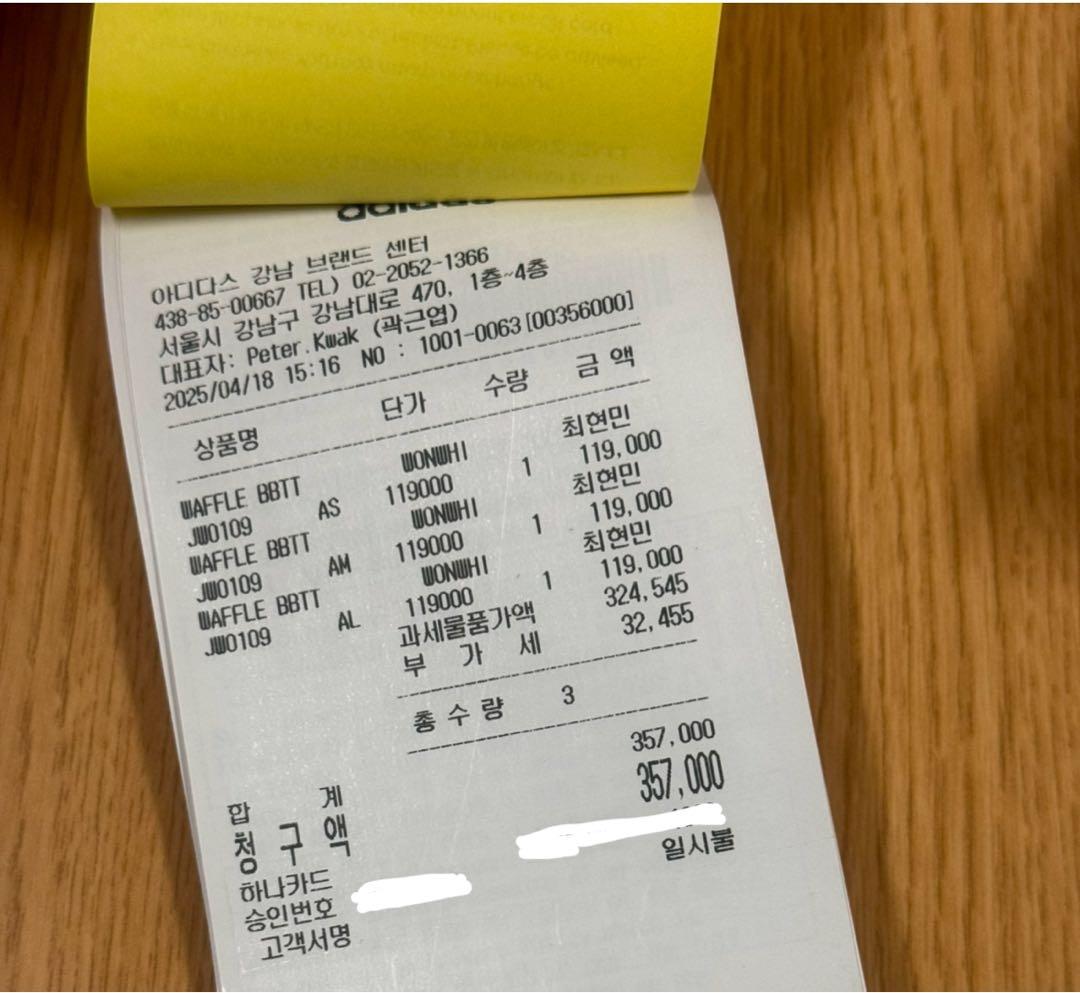 adidas
아디다스 강남 브랜드 센터
438-85-00667 TEL) 02-2052-1366
서울시 강남구 강남대로 470, 1층~4층
대표자: Peter.Kwak (곽근엽)
2025/04/18 15:16 NO : 1001-0063[00356000]
상품명 단가 수량 금 액
WAFFLE BBTT WONWHI 최현민
JW0109 AS 119000 1 119,000
WAFFLE BBTT WONWHI 최현민
JW0109 AM 119000 1 119,000
WAFFLE BBTT WONWHI 최현민
JW0109 AL 119000 1 119,000
과세물품가액 324,545
부 가 세 32,455
총 수 량 3
합 계 357,000
청 구 액 357,000
하나카드
승인번호 일시불
고객서명